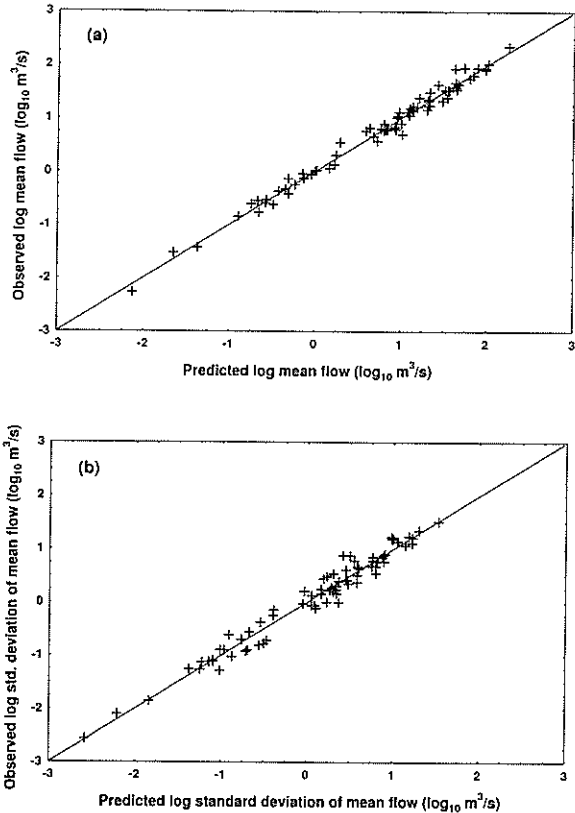 (a)
Observed log mean flow (log₁₀ m³/s)
3
2
1
0
-1
-2
-3
-3 -2 -1 0 1 2 3
Predicted log mean flow (log₁₀ m³/s)
(b)
Observed log std. deviation of mean flow (log₁₀ m³/s)
3
2
1
0
-1
-2
-3
-3 -2 -1 0 1 2 3
Predicted log standard deviation of mean flow (log₁₀ m³/s)